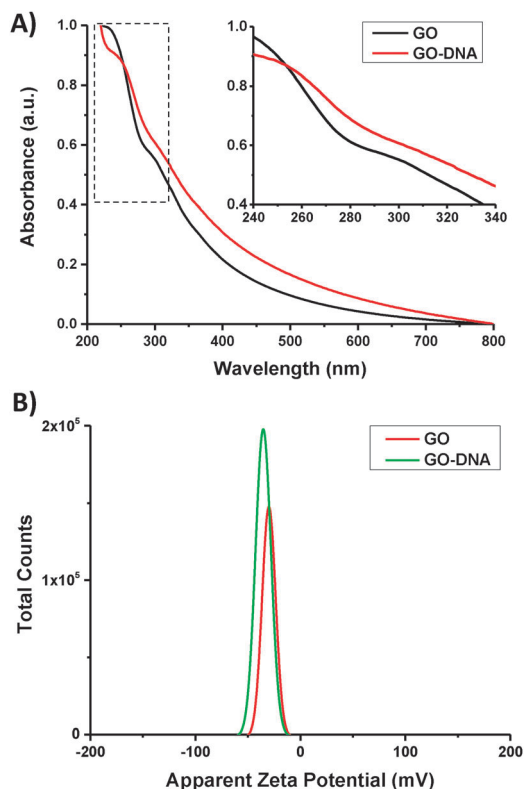 A)
GO
GO-DNA
1.0
0.8
0.6
0.4
0.2
0.0
Absorbance (a.u.)
200 300 400 500 600 700 800
Wavelength (nm)
1.0
0.8
0.6
0.4
240 260 280 300 320 340
GO
GO-DNA
B)
2x10⁵
1x10⁵
0
Total Counts
-200 -100 0 100 200
Apparent Zeta Potential (mV)